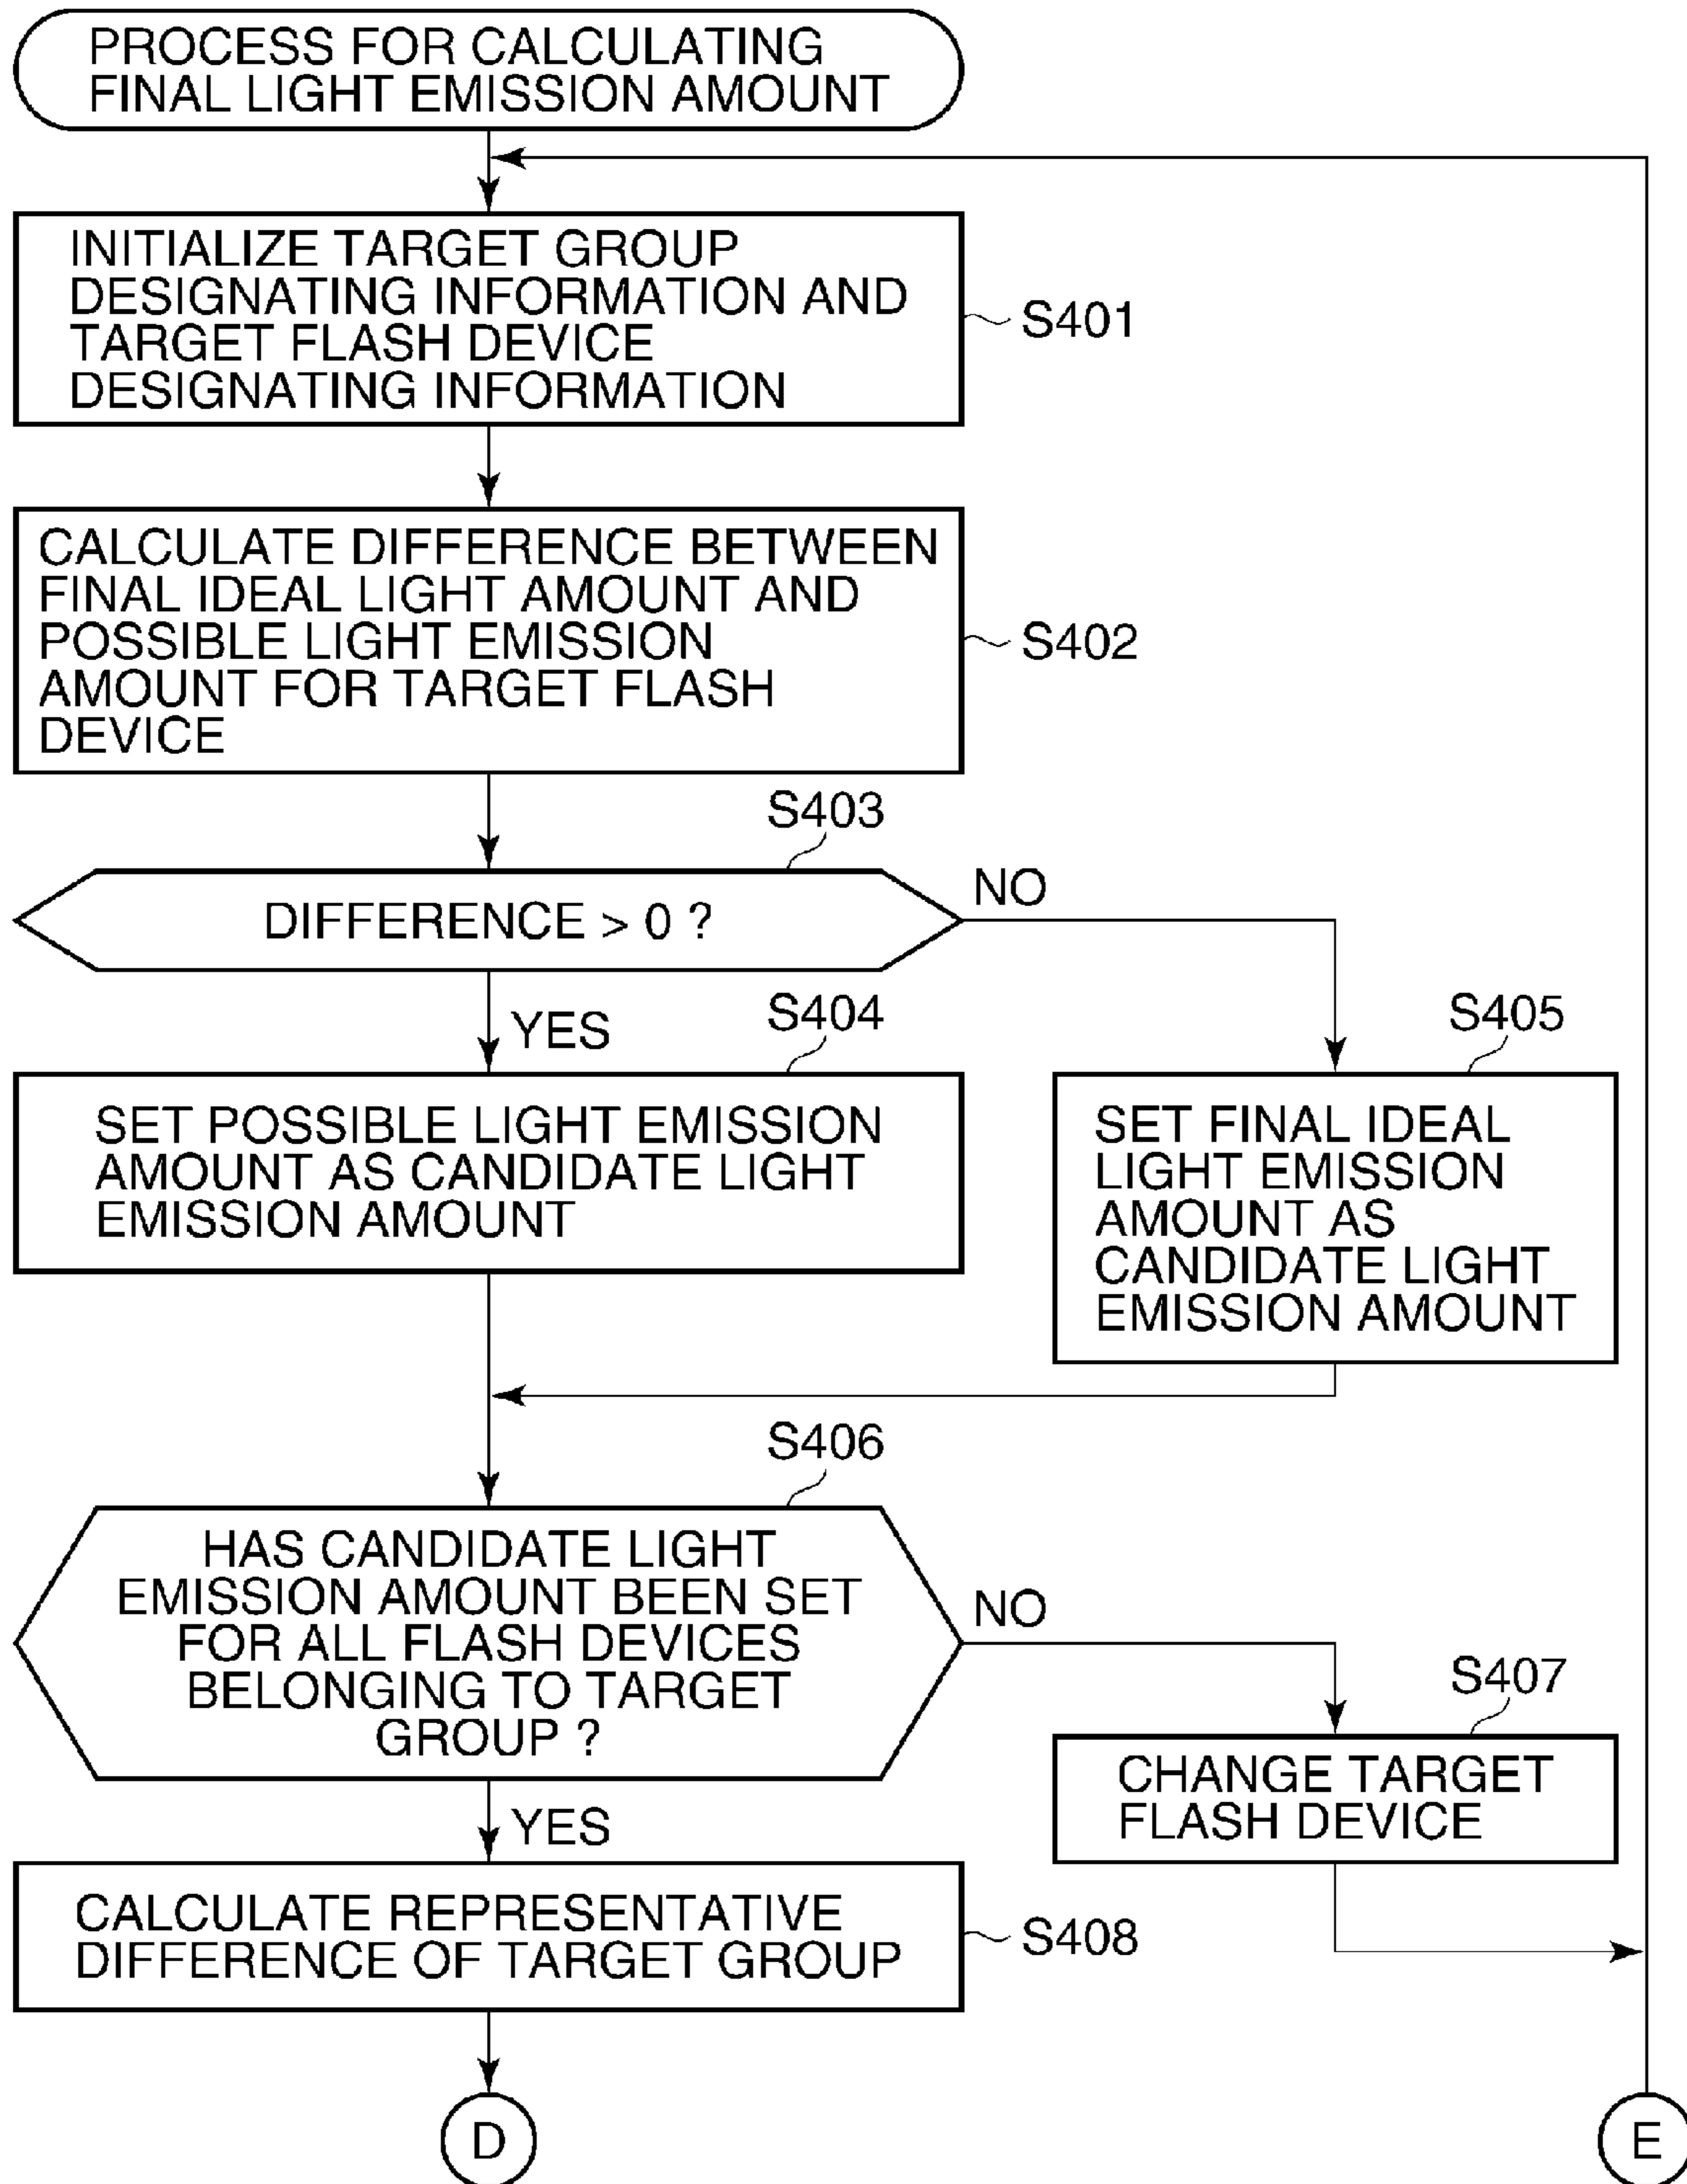 PROCESS FOR CALCULATING
FINAL LIGHT EMISSION AMOUNT
INITIALIZE TARGET GROUP
DESIGNATING INFORMATION AND
TARGET FLASH DEVICE
DESIGNATING INFORMATION
S401
CALCULATE DIFFERENCE BETWEEN
FINAL IDEAL LIGHT AMOUNT AND
POSSIBLE LIGHT EMISSION
AMOUNT FOR TARGET FLASH
DEVICE
S402
S403
DIFFERENCE > 0 ?
NO
YES
S404
SET POSSIBLE LIGHT EMISSION
AMOUNT AS CANDIDATE LIGHT
EMISSION AMOUNT
S405
SET FINAL IDEAL
LIGHT EMISSION
AMOUNT AS
CANDIDATE LIGHT
EMISSION AMOUNT
S406
HAS CANDIDATE LIGHT
EMISSION AMOUNT BEEN SET
FOR ALL FLASH DEVICES
BELONGING TO TARGET
GROUP ?
NO
S407
CHANGE TARGET
FLASH DEVICE
YES
CALCULATE REPRESENTATIVE
DIFFERENCE OF TARGET GROUP
S408
D
E